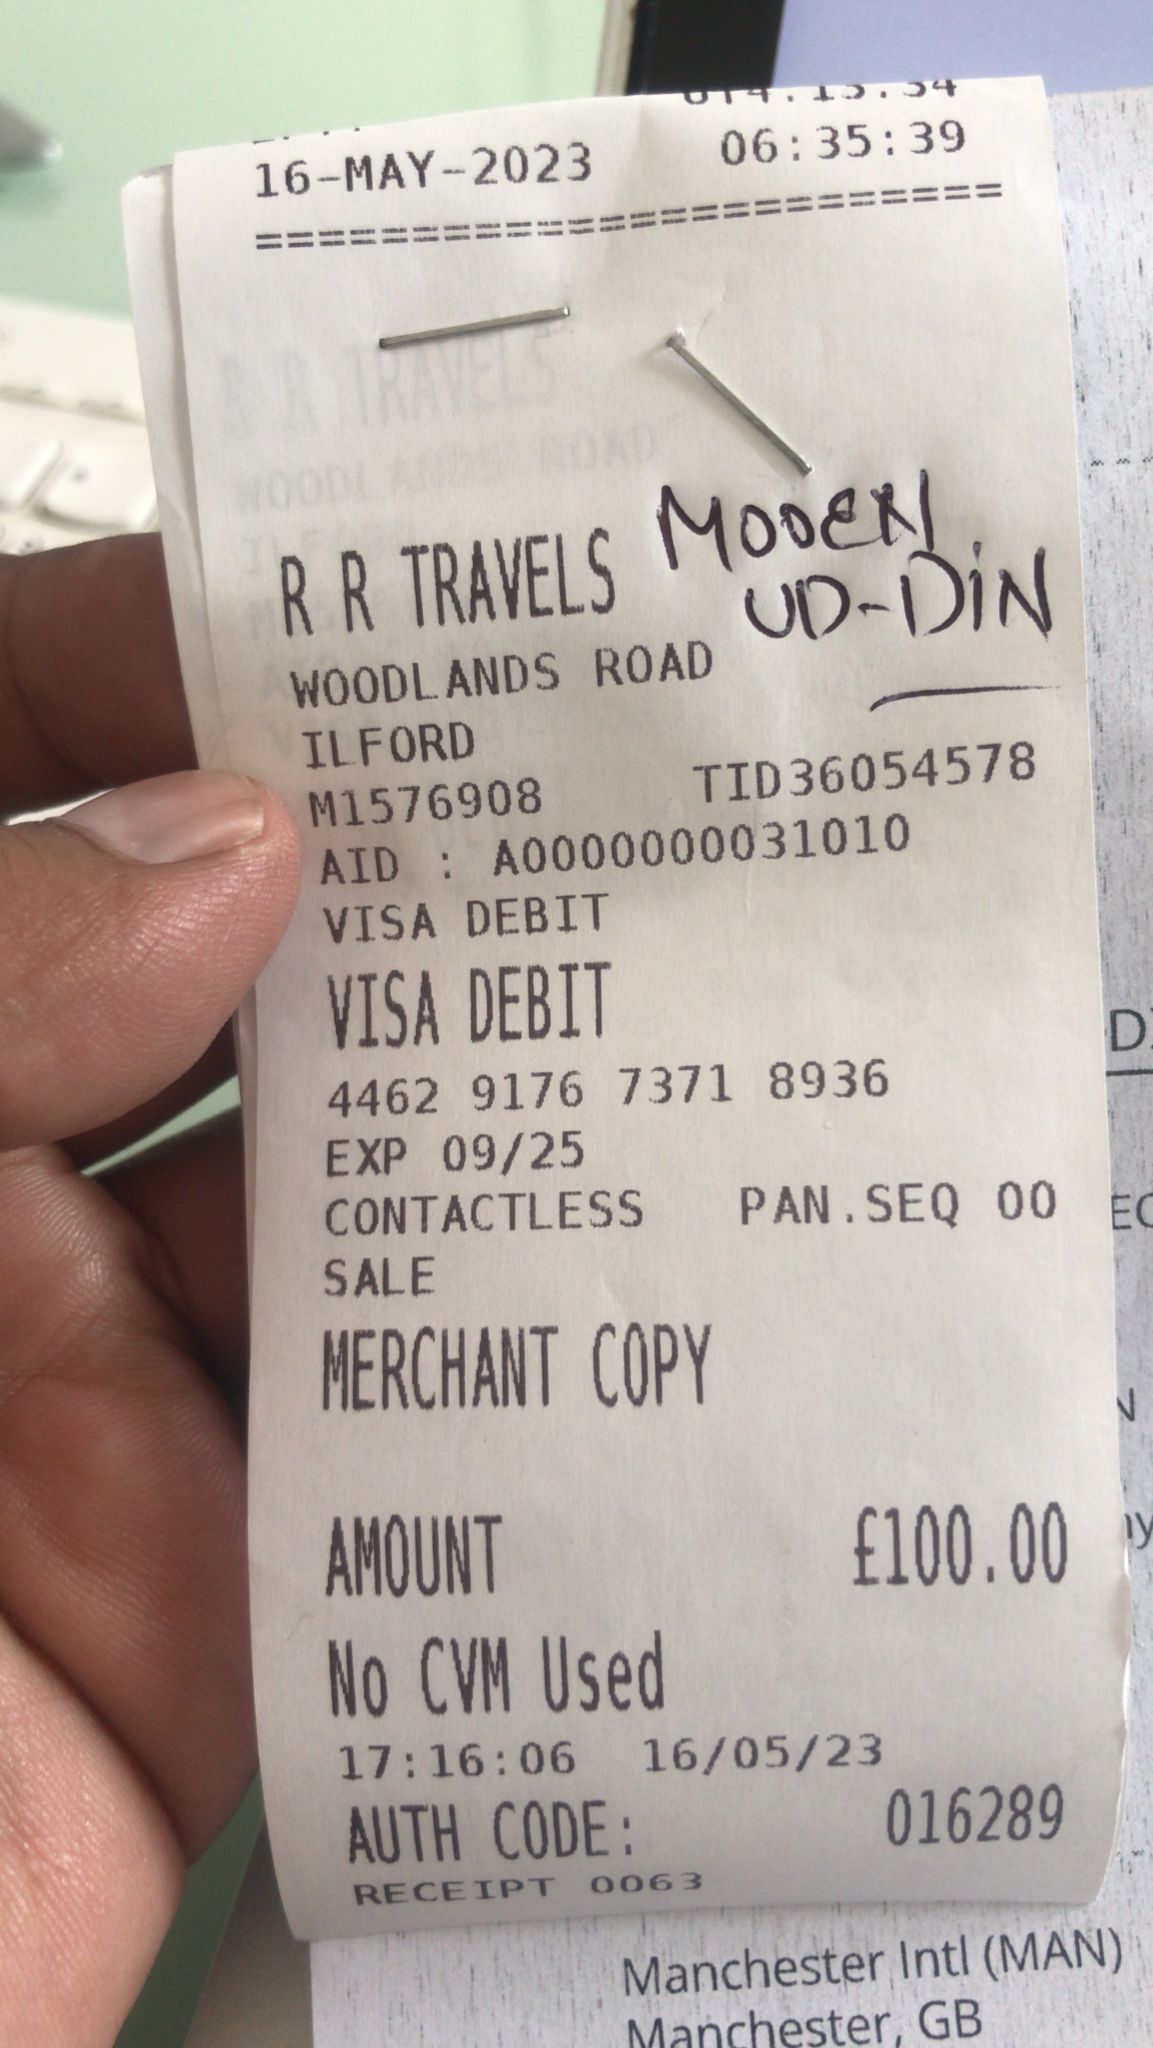 06:35:39
16-MAY-2023
========================
R R TRAVELS
MOOEN
UD-DIN
WOODLANDS ROAD
ILFORD
M1576908 TID36054578
AID : A0000000031010
VISA DEBIT
VISA DEBIT
4462 9176 7371 8936
EXP 09/25
CONTACTLESS PAN.SEQ 00
SALE
MERCHANT COPY
AMOUNT £100.00
No CVM Used
17:16:06 16/05/23
AUTH CODE: 016289
RECEIPT 0063
Manchester Intl (MAN)
Manchester, GB